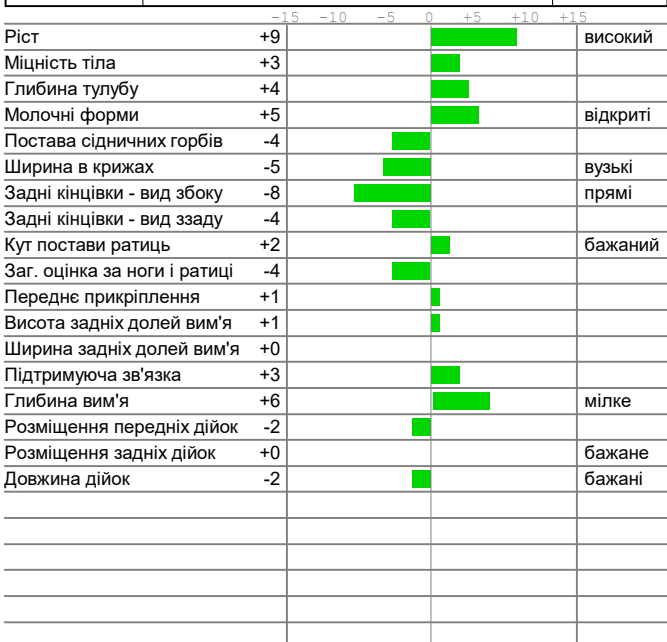 -15 -10 -5 0 +5 +10 +15
Ріст +9 високий
Міцність тіла +3
Глибина тулубу +4
Молочні форми +5 відкриті
Постава сідничних горбів -4
Ширина в крижах -5 вузькі
Задні кінцівки - вид збоку -8 прямі
Задні кінцівки - вид ззаду -4
Кут постави ратиць +2 бажаний
Заг. оцінка за ноги і ратиці -4
Переднє прикріплення +1
Висота задніх долей вим'я +1
Ширина задніх долей вим'я +0
Підтримуюча зв'язка +3
Глибина вим'я +6 мілке
Розміщення передніх дійок -2
Розміщення задніх дійок +0 бажане
Довжина дійок -2 бажані